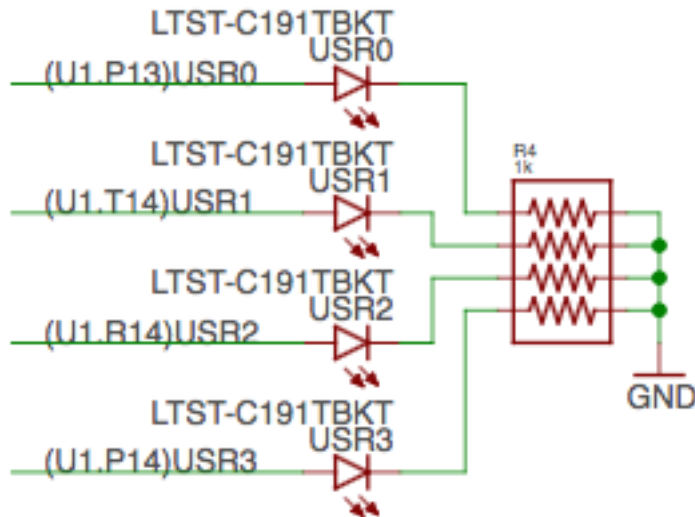 LTST-C191TBKT
USR0
(U1.P13)USR0
R4
1k
LTST-C191TBKT
USR1
(U1.T14)USR1
LTST-C191TBKT
USR2
(U1.R14)USR2
GND
LTST-C191TBKT
USR3
(U1.P14)USR3